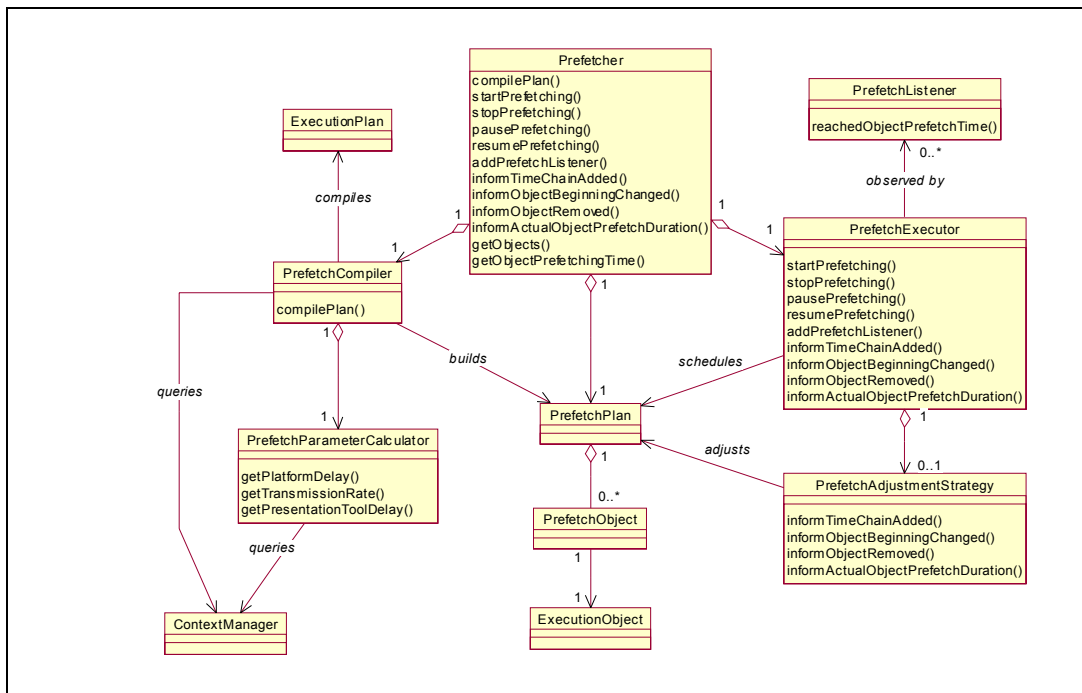 Prefetcher
compilePlan()
startPrefetching()
stopPrefetching()
pausePrefetching()
resumePrefetching()
addPrefetchListener()
informTimeChainAdded()
informObjectBeginningChanged()
informObjectRemoved()
informActualObjectPrefetchDuration()
getObjects()
getObjectPrefetchingTime()
PrefetchListener
reachedObjectPrefetchTime()
ExecutionPlan
0..*
observed by
compiles
1
1
1
1
PrefetchExecutor
startPrefetching()
stopPrefetching()
pausePrefetching()
resumePrefetching()
addPrefetchListener()
informTimeChainAdded()
informObjectBeginningChanged()
informObjectRemoved()
informActualObjectPrefetchDuration()
PrefetchCompiler
compilePlan()
1
1
builds
schedules
queries
1
PrefetchPlan
1
1
1
PrefetchParameterCalculator
getPlatformDelay()
getTransmissionRate()
getPresentationToolDelay()
adjusts
0..1
PrefetchAdjustmentStrategy
informTimeChainAdded()
informObjectBeginningChanged()
informObjectRemoved()
informActualObjectPrefetchDuration()
0..*
PrefetchObject
queries
1
1
ContextManager
ExecutionObject